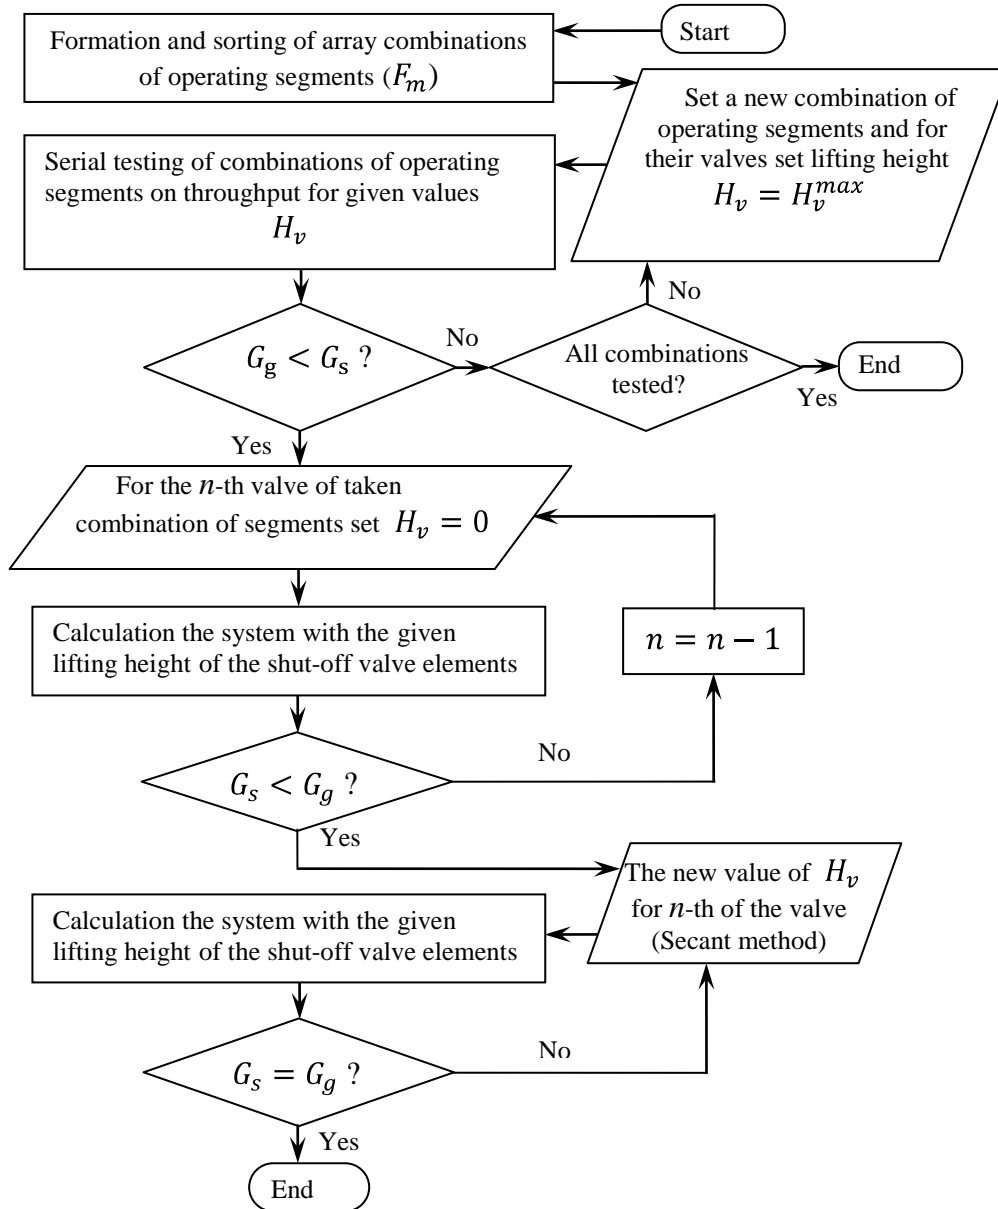 Start
Formation and sorting of array combinations
of operating segments (F_m)
Set a new combination of
operating segments and for
their valves set lifting height
H_v = H_v^{max}
Serial testing of combinations of operating
segments on throughput for given values
H_v
No
G_g < G_s ?
No
All combinations
tested?
End
Yes
Yes
For the n-th valve of taken
combination of segments set H_v = 0
Calculation the system with the given
lifting height of the shut-off valve elements
n = n − 1
No
G_s < G_g ?
Yes
The new value of H_v
for n-th of the valve
(Secant method)
Calculation the system with the given
lifting height of the shut-off valve elements
No
G_s = G_g ?
Yes
End